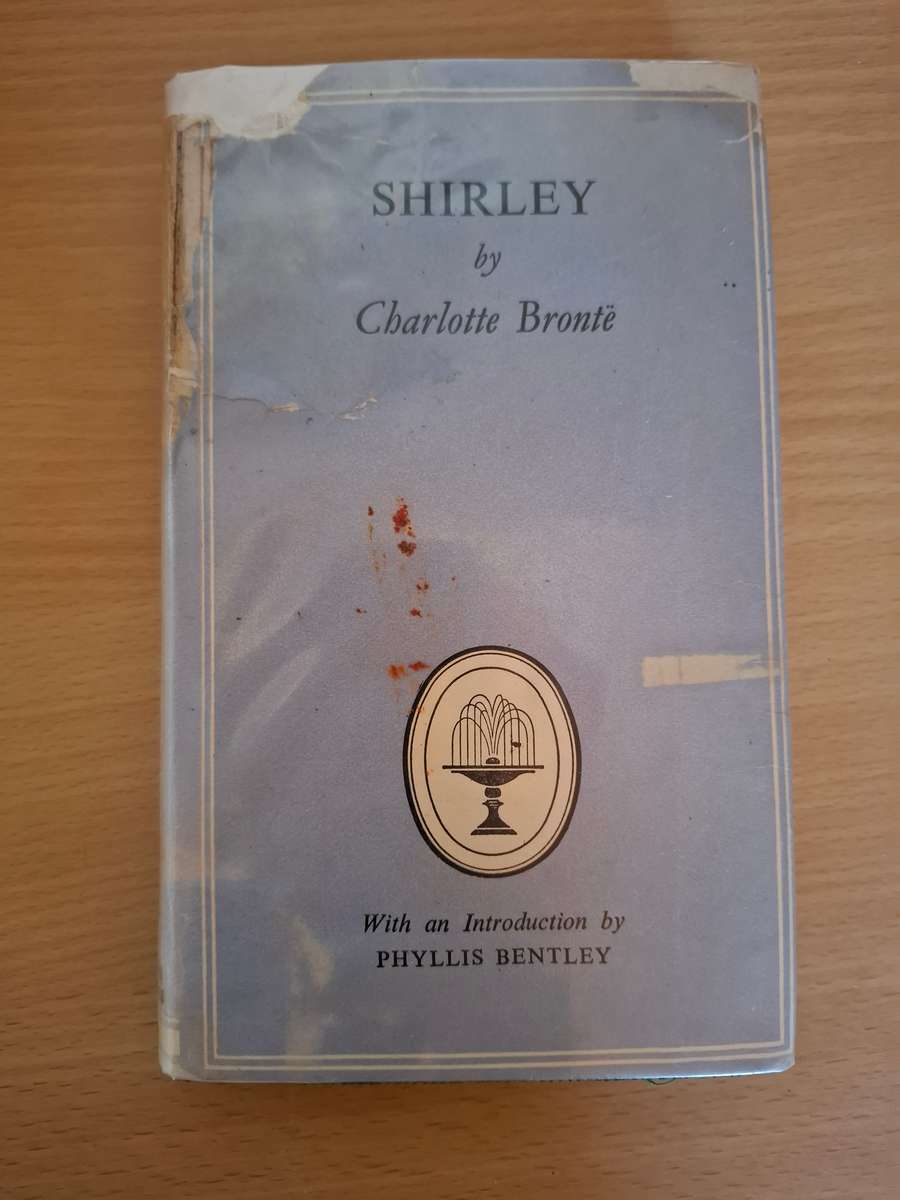 SHIRLEY
by
Charlotte Brontë
With an Introduction by
PHYLLIS BENTLEY